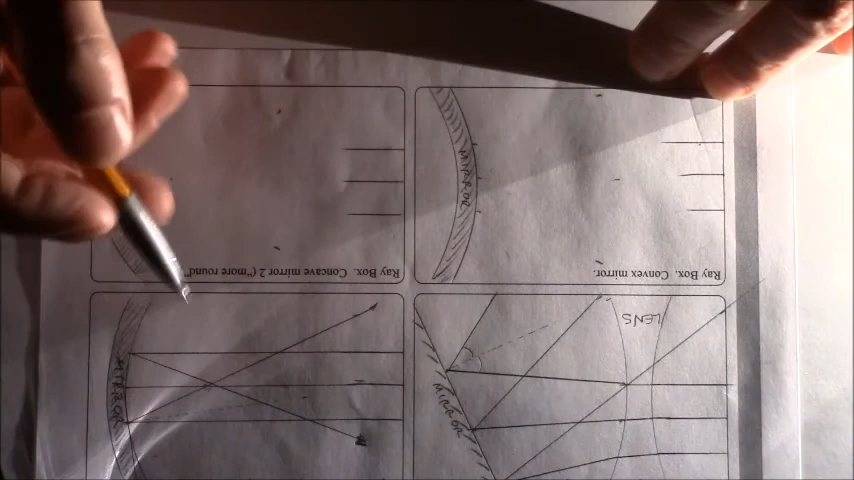 MIRROR
Ray Box. Concave mirror 2 ("more round"
Ray Box. Convex mirror.
MIRROR
LENS
MIRROR